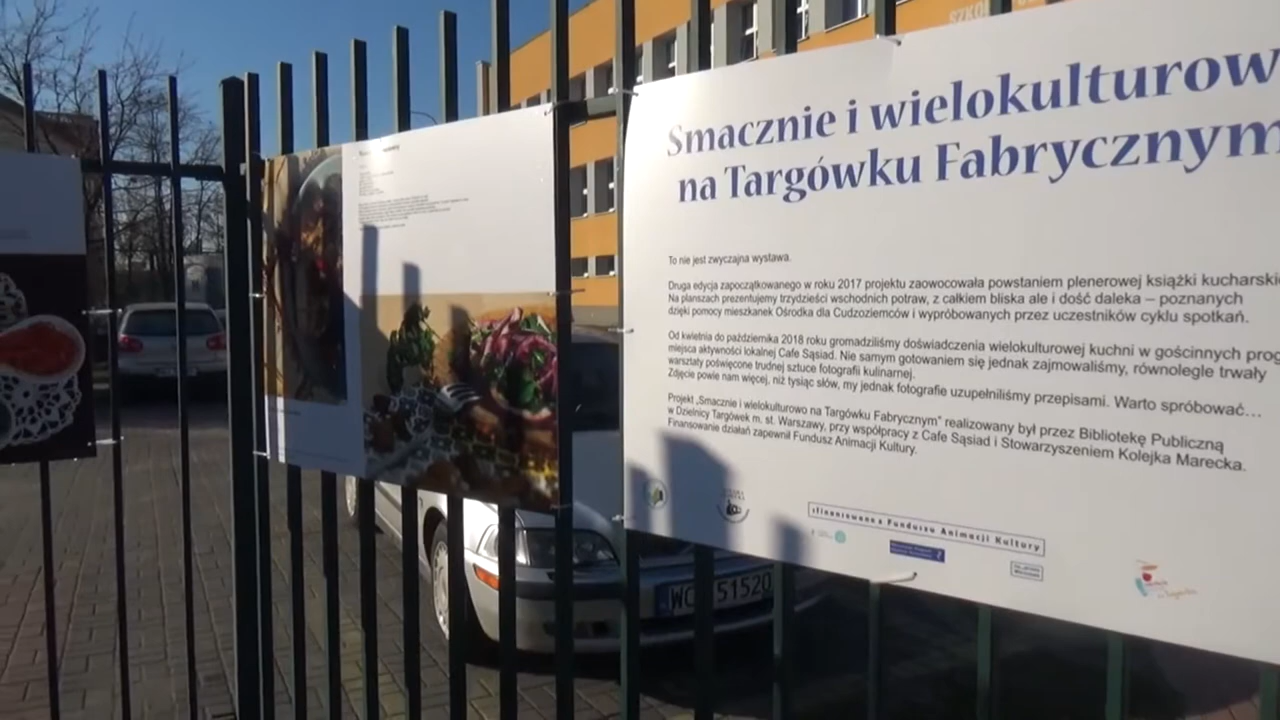 SZKO
Smacznie i wielokulturow
na Targówku Fabrycznym
To nie jest zwyczajna wystawa.
Druga edycja zapoczątkowanego w roku 2017 projektu zaowocowała powstaniem plenerowej książki kucharski
Na planszach prezentujemy trzydzieści wschodnich potraw, z całkiem bliska ale i dość daleka – poznanych
dzięki pomocy mieszkanek Ośrodka dla Cudzoziemców i wypróbowanych przez uczestników cyklu spotkań.
Od kwietnia do października 2018 roku gromadziliśmy doświadczenia wielokulturowej kuchni w gościnnych prog
miejsca aktywności lokalnej Cafe Sąsiad. Nie samym gotowaniem się jednak zajmowaliśmy, równolegle trwały
warsztaty poświęcone trudnej sztuce fotografii kulinarnej.
Zdjęcie powie nam więcej, niż tysiąc słów, my jednak fotografie uzupełniliśmy przepisami. Warto spróbować…
Projekt „Smacznie i wielokulturowo na Targówku Fabrycznym" realizowany był przez Bibliotekę Publiczną
w Dzielnicy Targówek m. st. Warszawy, przy współpracy z Cafe Sąsiad i Stowarzyszeniem Kolejka Marecka.
Finansowanie działań zapewnił Fundusz Animacji Kultury.
sfinansowano z Funduszu Animacji Kultury
51520